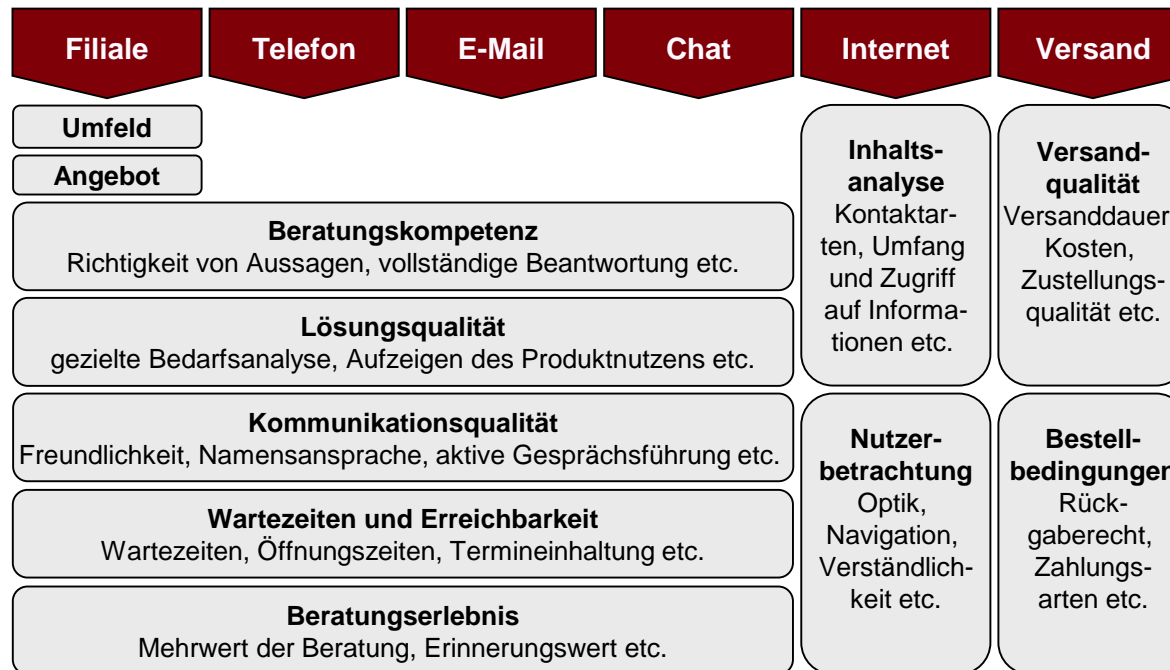 Filiale
Telefon
E-Mail
Chat
Internet
Versand
Umfeld
Angebot
Beratungskompetenz
Richtigkeit von Aussagen, vollständige Beantwortung etc.
Lösungsqualität
gezielte Bedarfsanalyse, Aufzeigen des Produktnutzens etc.
Kommunikationsqualität
Freundlichkeit, Namensansprache, aktive Gesprächsführung etc.
Wartezeiten und Erreichbarkeit
Wartezeiten, Öffnungszeiten, Termineinhaltung etc.
Beratungserlebnis
Mehrwert der Beratung, Erinnerungswert etc.
Inhalts-
analyse
Kontaktar-
ten, Umfang
und Zugriff
auf Informa-
tionen etc.
Nutzer-
betrachtung
Optik,
Navigation,
Verständlich-
keit etc.
Versand-
qualität
Versanddauer
Kosten,
Zustellungs-
qualität etc.
Bestell-
bedingungen
Rück-
gaberecht,
Zahlungs-
arten etc.